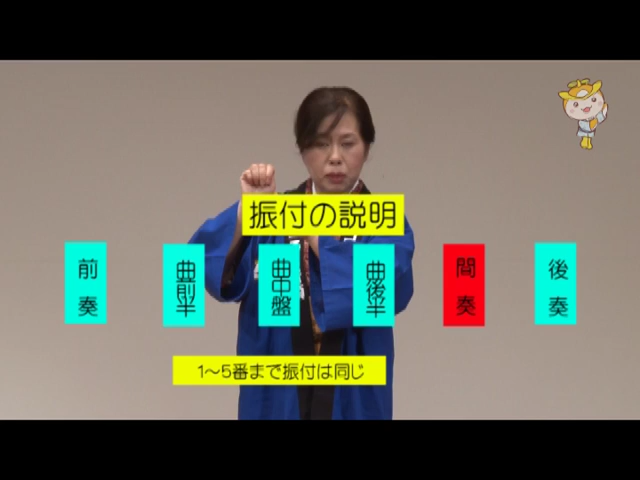 振付の説明
前奏
曲前半
曲中盤
曲後半
間奏
後奏
1～5番まで振付は同じ